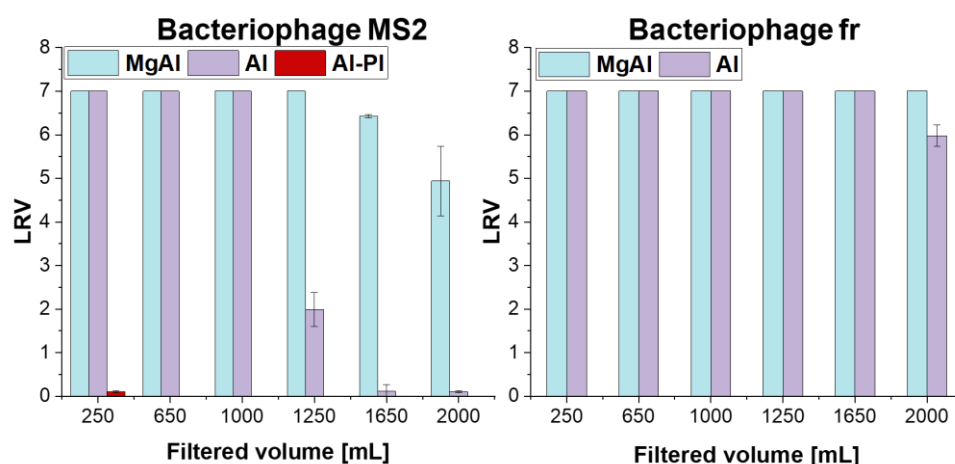 Bacteriophage MS2
MgAl Al Al-PI
8
7
6
5
4
3
2
1
0
LRV
250 650 1000 1250 1650 2000
Filtered volume [mL]
Bacteriophage fr
MgAl Al
8
7
6
5
4
3
2
1
0
LRV
250 650 1000 1250 1650 2000
Filtered volume [mL]